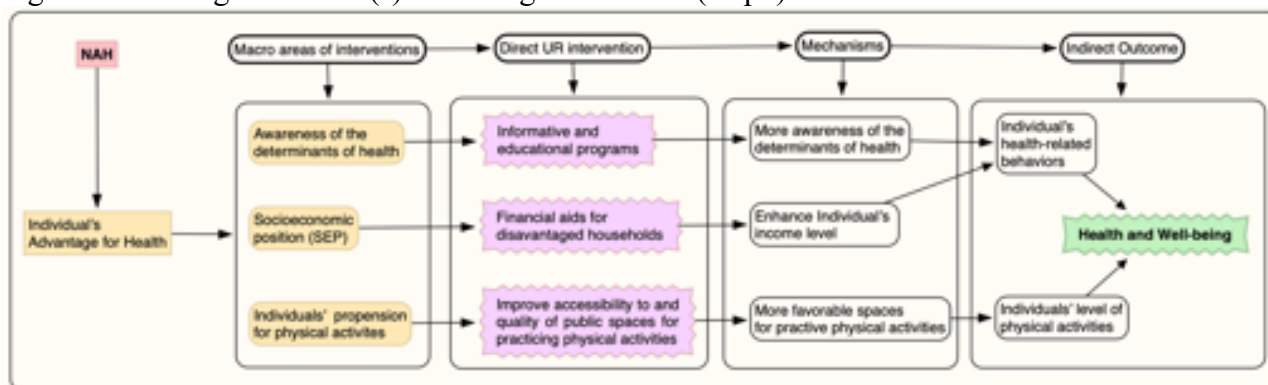 NAH
Macro areas of interventions
Direct UR intervention
Mechanisms
Indirect Outcome
Individual's
Advantage for Health
Awareness of the
determinants of health
Socioeconomic
position (SEP)
Individuals' propension
for physical activites
Informative and
educational programs
Financial aids for
disavantaged households
Improve accessibility to and
quality of public spaces for
practicing physical activities
More awareness of the
determinants of health
Enhance Individual's
income level
More favorable spaces
for practive physical activities
Individual's
health-related
behaviors
Health and Well-being
Individuals' level of
physical activities